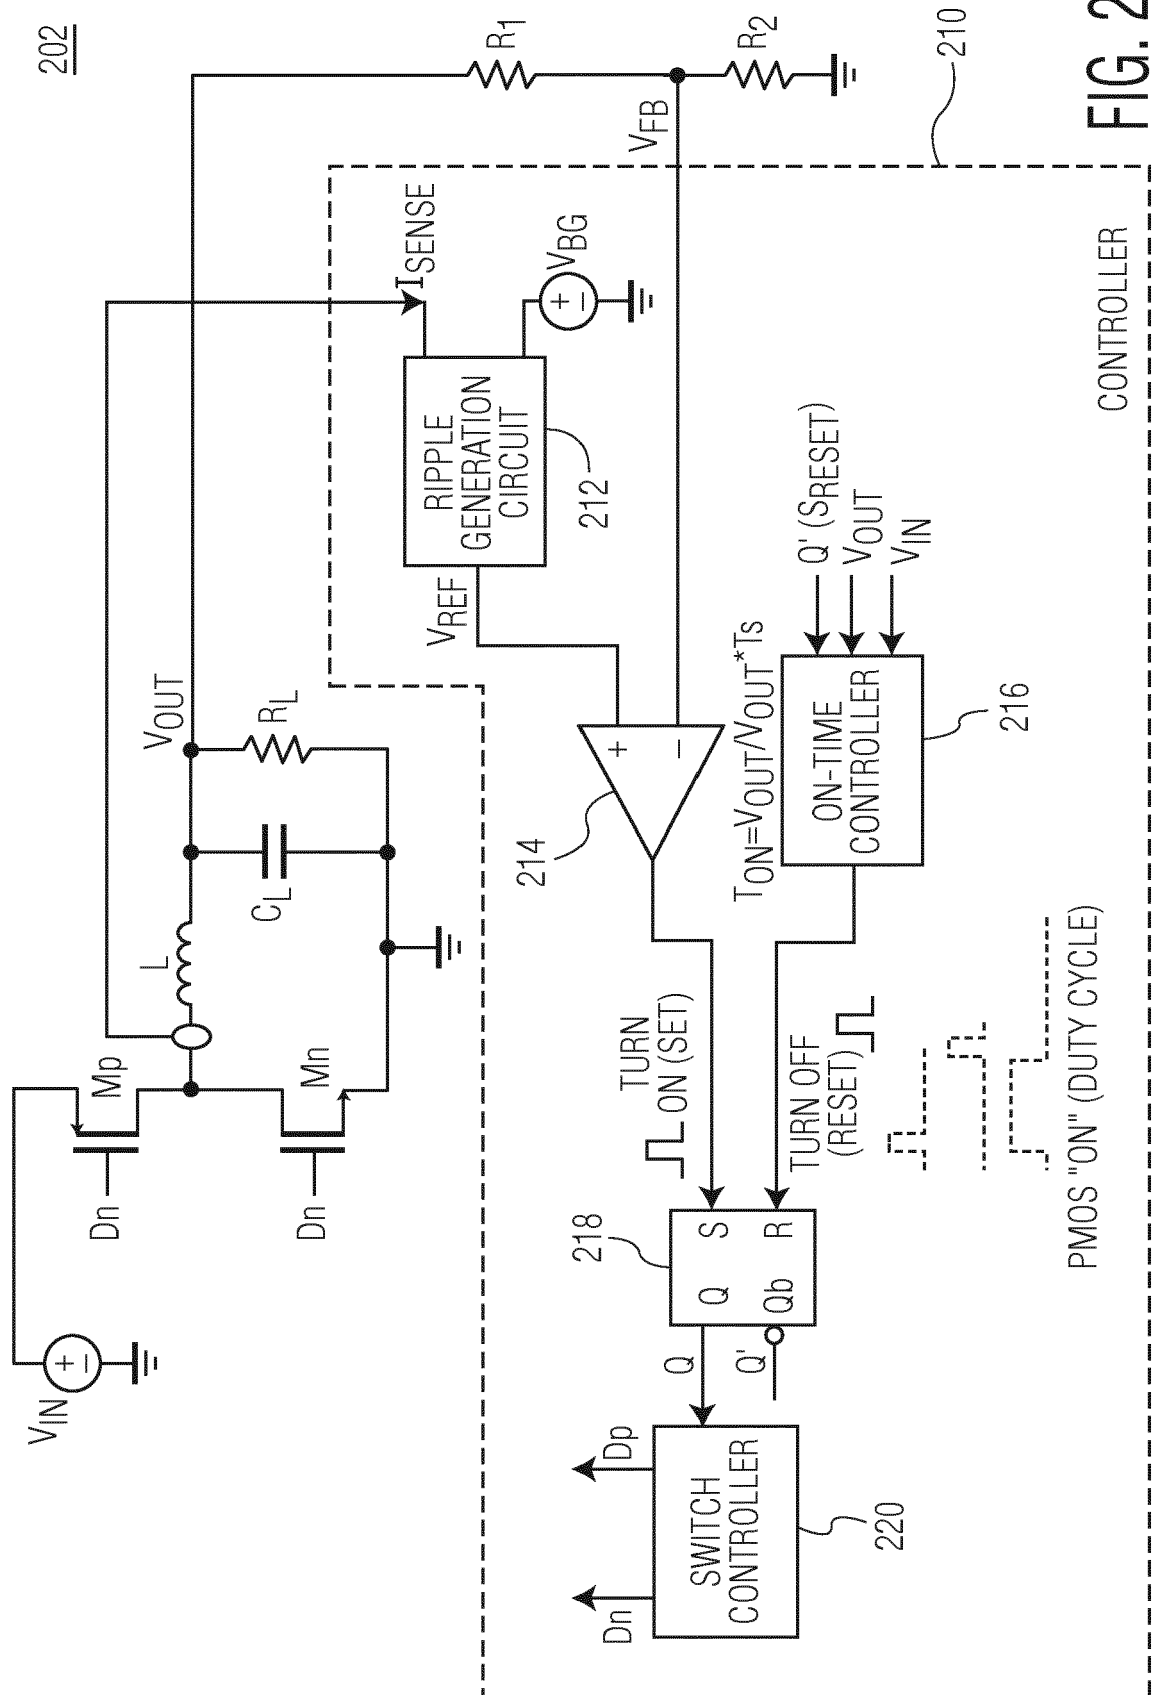 202
VIN
Dn
Mp
Dn
Mn
L
CL
VOUT
RL
R1
R2
VFB
ISENSE
RIPPLE
GENERATION
CIRCUIT
VBG
212
VREF
210
+
−
214
TON=VOUT/VOUT*Ts
Q' (SRESET)
VOUT
VIN
ON-TIME
CONTROLLER
216
TURN
ON (SET)
TURN OFF
(RESET)
PMOS "ON" (DUTY CYCLE)
218
S
R
Q
Qb
Q
Q'
Dp
Dn
SWITCH
CONTROLLER
220
CONTROLLER
FIG. 2